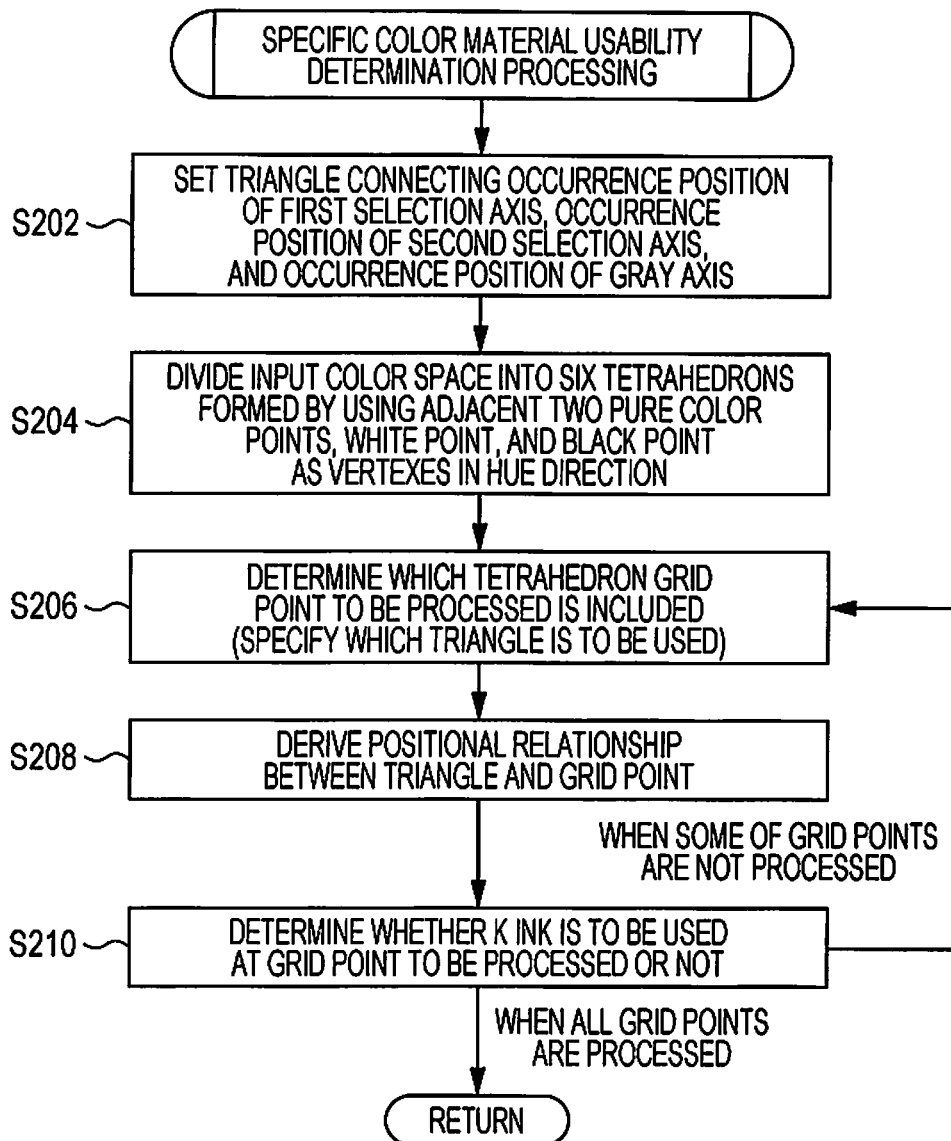 SPECIFIC COLOR MATERIAL USABILITY
DETERMINATION PROCESSING
S202
SET TRIANGLE CONNECTING OCCURRENCE POSITION
OF FIRST SELECTION AXIS, OCCURRENCE
POSITION OF SECOND SELECTION AXIS,
AND OCCURRENCE POSITION OF GRAY AXIS
S204
DIVIDE INPUT COLOR SPACE INTO SIX TETRAHEDRONS
FORMED BY USING ADJACENT TWO PURE COLOR
POINTS, WHITE POINT, AND BLACK POINT
AS VERTEXES IN HUE DIRECTION
S206
DETERMINE WHICH TETRAHEDRON GRID
POINT TO BE PROCESSED IS INCLUDED
(SPECIFY WHICH TRIANGLE IS TO BE USED)
S208
DERIVE POSITIONAL RELATIONSHIP
BETWEEN TRIANGLE AND GRID POINT
WHEN SOME OF GRID POINTS
ARE NOT PROCESSED
S210
DETERMINE WHETHER K INK IS TO BE USED
AT GRID POINT TO BE PROCESSED OR NOT
WHEN ALL GRID POINTS
ARE PROCESSED
RETURN